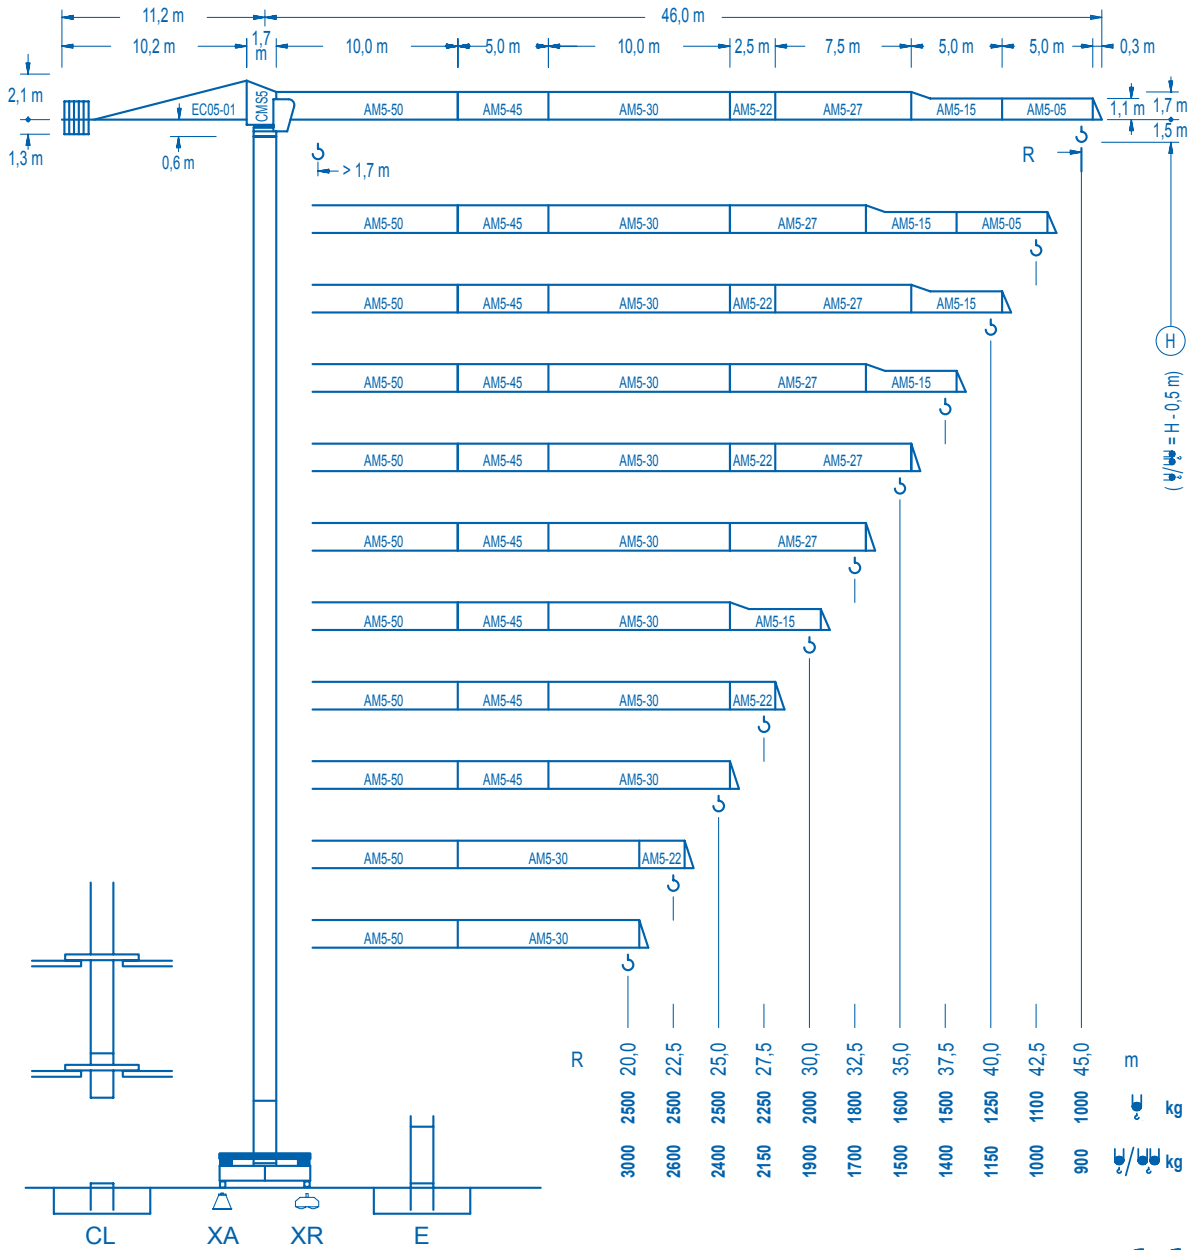 11,2 m 46,0 m
10,2 m 1,7 m 10,0 m 5,0 m 10,0 m 2,5 m 7,5 m 5,0 m 5,0 m 0,3 m
2,1 m EC05-01 CMS5 AM5-50 AM5-45 AM5-30 AM5-22 AM5-27 AM5-15 AM5-05 1,1 m 1,7 m
1,3 m 0,6 m 1,5 m
R
> 1,7 m
AM5-50 AM5-45 AM5-30 AM5-27 AM5-15 AM5-05
AM5-50 AM5-45 AM5-30 AM5-22 AM5-27 AM5-15
H
AM5-50 AM5-45 AM5-30 AM5-27 AM5-15
( / = H - 0,5 m)
AM5-50 AM5-45 AM5-30 AM5-22 AM5-27
AM5-50 AM5-45 AM5-30 AM5-27
AM5-50 AM5-45 AM5-30 AM5-15
AM5-50 AM5-45 AM5-30 AM5-22
AM5-50 AM5-45 AM5-30
AM5-50 AM5-30 AM5-22
AM5-50 AM5-30
R 20,0 22,5 25,0 27,5 30,0 32,5 35,0 37,5 40,0 42,5 45,0 m
2500 2500 2500 2250 2000 1800 1600 1500 1250 1100 1000 kg
3000 2600 2400 2150 1900 1700 1500 1400 1150 1000 900 / kg
CL XA XR E